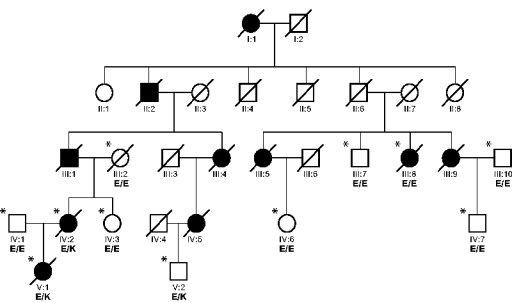 I:1 I:2
II:1 II:2 II:3 II:4 II:5 II:6 II:7 II:8
* * * *
III:1 III:2 III:3 III:4 III:5 III:6 III:7 III:8 III:9 III:10
E/E E/E E/E E/E
* * * * *
IV:1 IV:2 IV:3 IV:4 IV:5 IV:6 IV:7
E/E E/K E/E E/E E/E
* *
V:1 V:2
E/K E/K